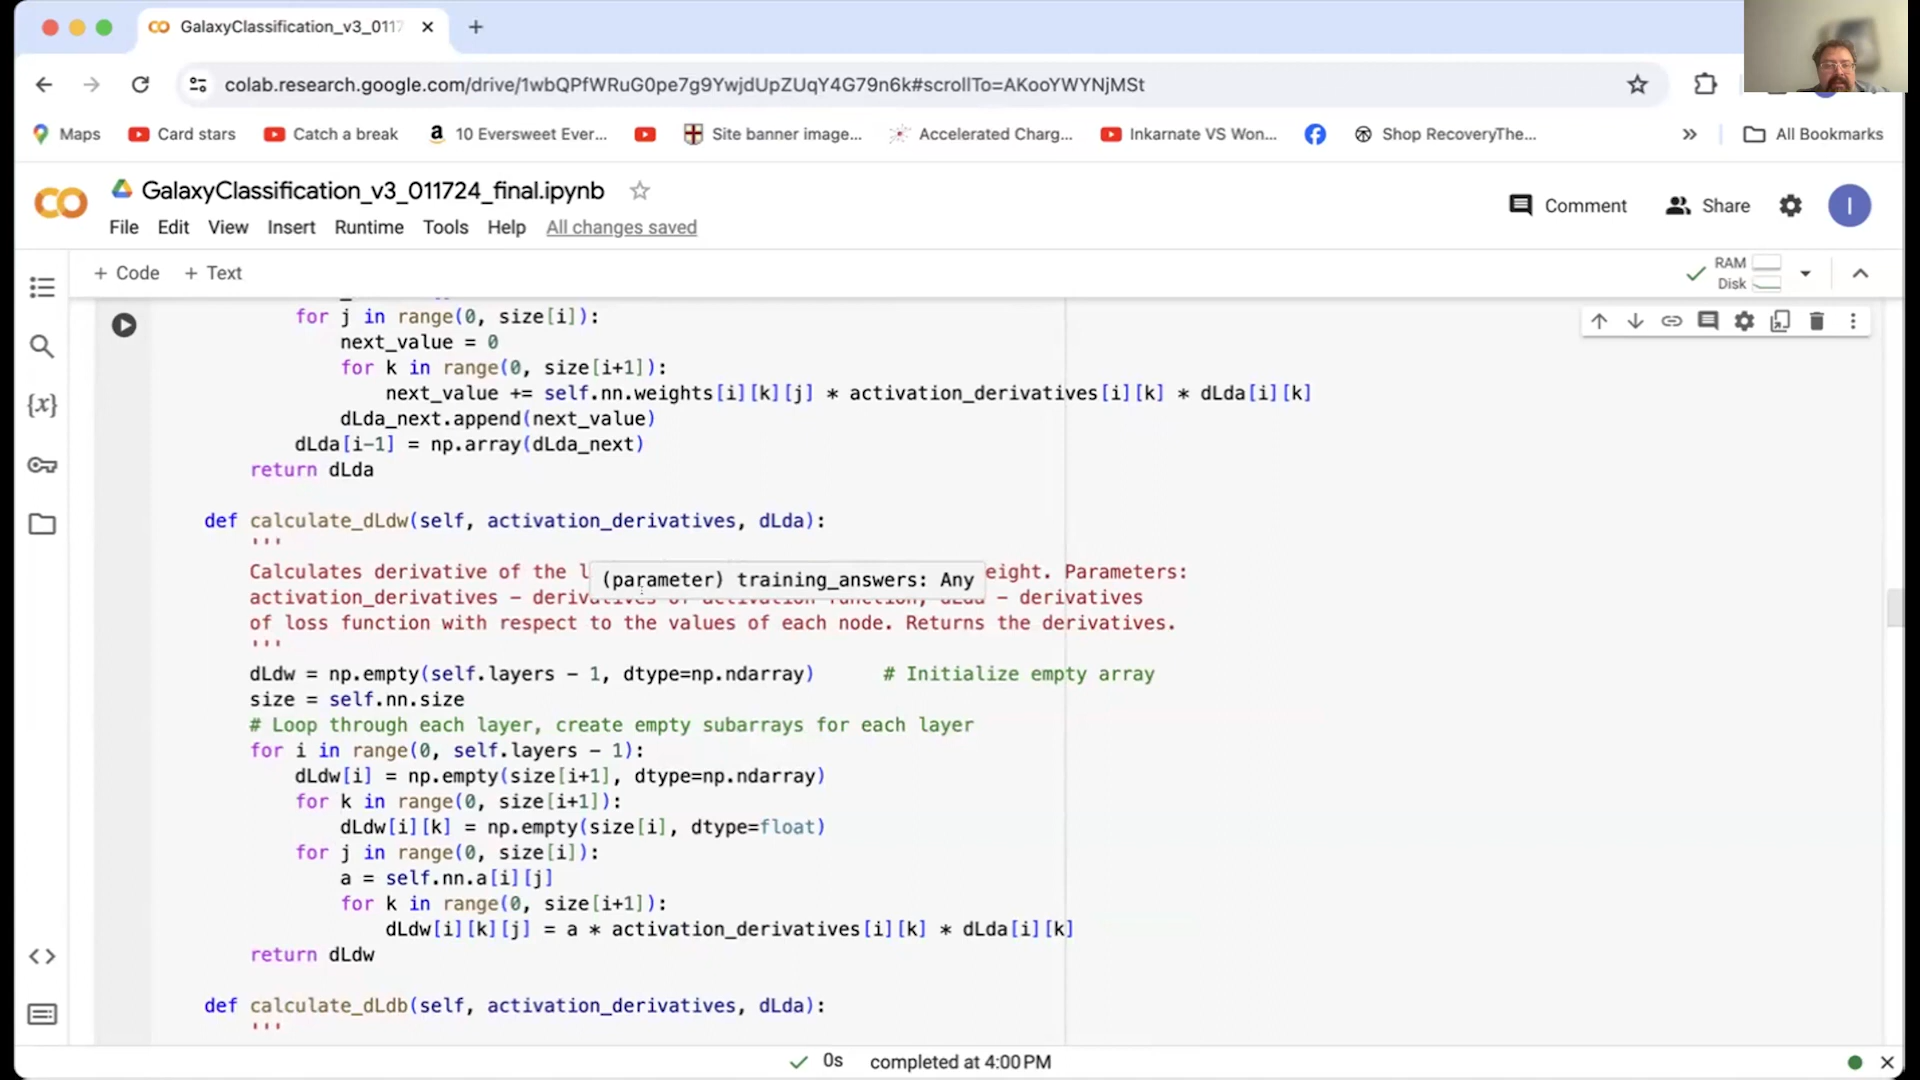 GalaxyClassification_v3_0117
colab.research.google.com/drive/1wbQPfWRuG0pe7g9YwjdUpZUqY4G79n6k#scrollTo=AKooYWYNjMSt
Maps Card stars Catch a break 10 Eversweet Ever... Site banner image... Accelerated Charg... Inkarnate VS Won... Shop RecoveryThe... » All Bookmarks
GalaxyClassification_v3_011724_final.ipynb
Comment Share I
File Edit View Insert Runtime Tools Help All changes saved
+ Code + Text
RAM
Disk
for j in range(0, size[i]):
next_value = 0
for k in range(0, size[i+1]):
next_value += self.nn.weights[i][k][j] * activation_derivatives[i][k] * dLda[i][k]
dLda_next.append(next_value)
dLda[i-1] = np.array(dLda_next)
return dLda
def calculate_dLdw(self, activation_derivatives, dLda):
'''
Calculates derivative of the l (parameter) training_answers: Any eight. Parameters:
activation_derivatives - derivatives of activation function, dLda - derivatives
of loss function with respect to the values of each node. Returns the derivatives.
'''
dLdw = np.empty(self.layers - 1, dtype=np.ndarray) # Initialize empty array
size = self.nn.size
# Loop through each layer, create empty subarrays for each layer
for i in range(0, self.layers - 1):
dLdw[i] = np.empty(size[i+1], dtype=np.ndarray)
for k in range(0, size[i+1]):
dLdw[i][k] = np.empty(size[i], dtype=float)
for j in range(0, size[i]):
a = self.nn.a[i][j]
for k in range(0, size[i+1]):
dLdw[i][k][j] = a * activation_derivatives[i][k] * dLda[i][k]
return dLdw
def calculate_dLdb(self, activation_derivatives, dLda):
'''
0s completed at 4:00 PM